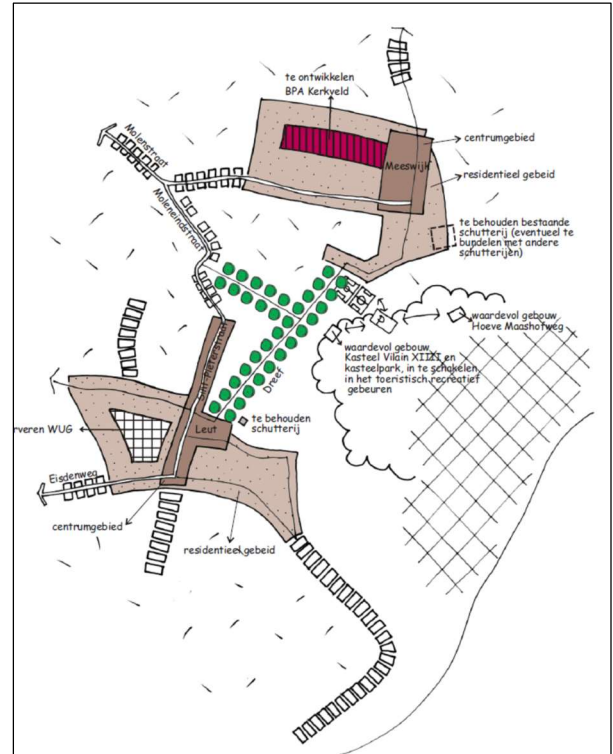 te ontwikkelen
BPA Kerkveld
Molenstraat
centrumgebied
Meeswijk
residentieel gebeid
Moleneindstraat
te behouden bestaande
schutterij (eventueel te
bundelen met andere
schutterijen)
P
waardevol gebouw
Hoeve Maashofweg
waardevol gebouw
Kasteel Vilain XIIII en
kasteelpark, in te schakelen
in het toeristisch recreatief
gebeuren
Dreef
te behouden
schutterij
Leut
rveren WUG
Eisdenweg
centrumgebied
residentieel gebeid